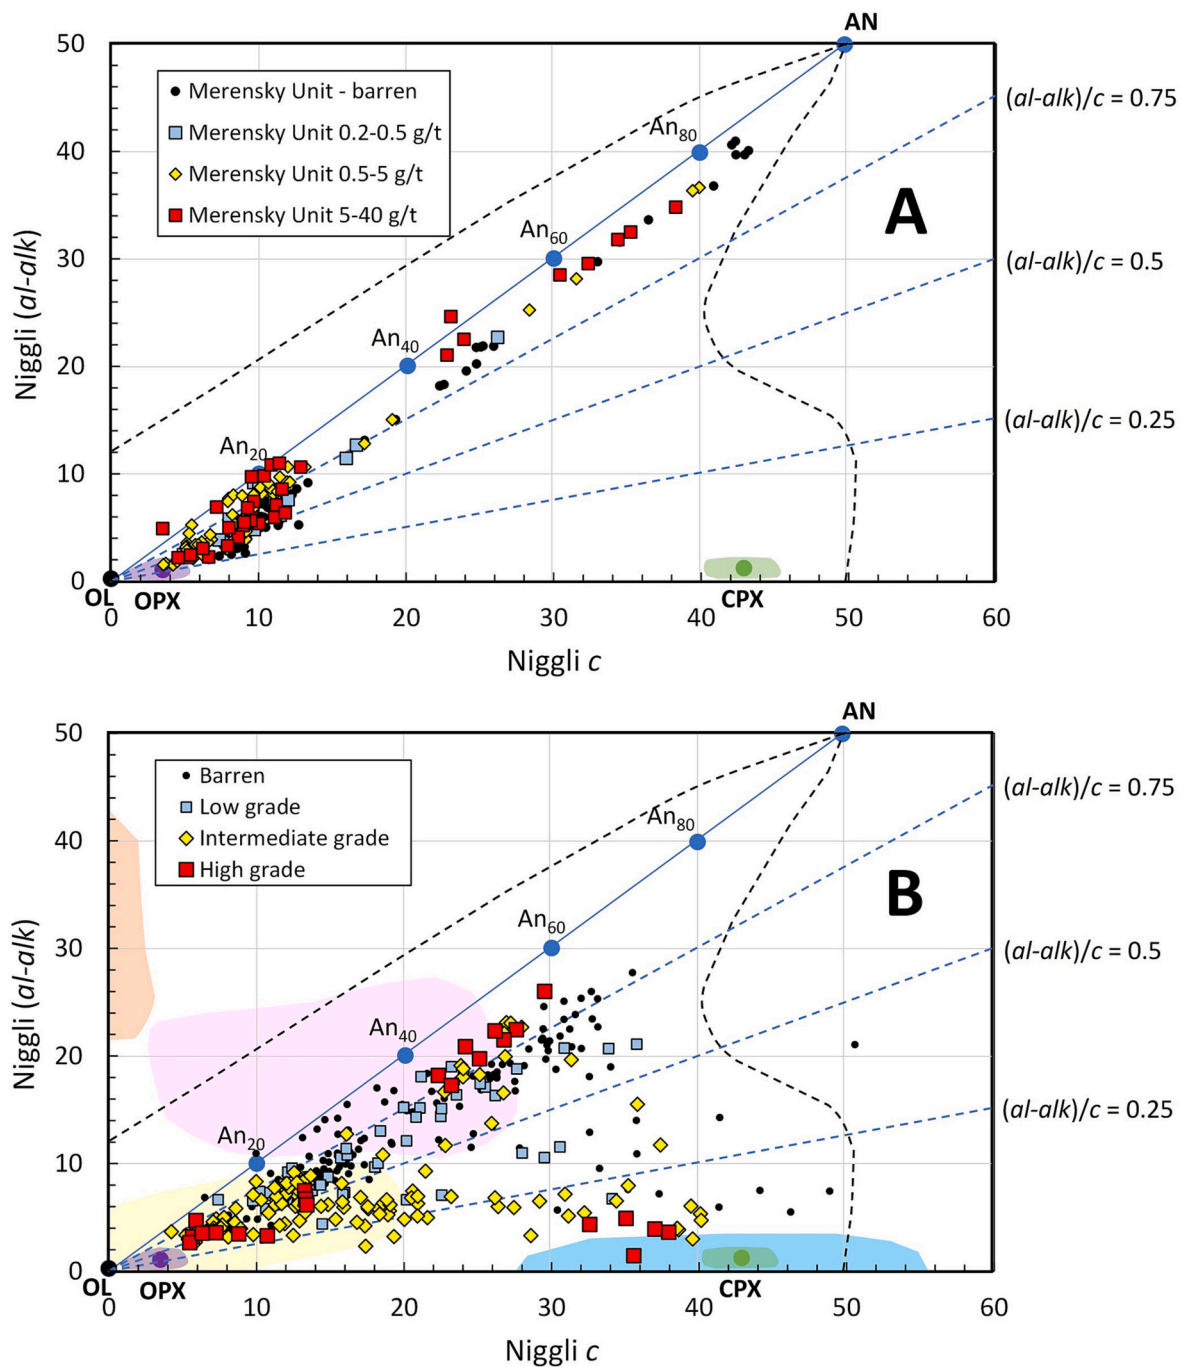 AN
50
Merensky Unit - barren
Merensky Unit 0.2-0.5 g/t
Merensky Unit 0.5-5 g/t
Merensky Unit 5-40 g/t
(al-alk)/c = 0.75
An80
40
A
An60
30
(al-alk)/c = 0.5
Niggli (al-alk)
An40
20
(al-alk)/c = 0.25
An20
10
0
OL
OPX
CPX
0 10 20 30 40 50 60
Niggli c
AN
50
Barren
Low grade
Intermediate grade
High grade
(al-alk)/c = 0.75
An80
40
B
An60
30
(al-alk)/c = 0.5
Niggli (al-alk)
An40
20
(al-alk)/c = 0.25
An20
10
0
OL
OPX
CPX
0 10 20 30 40 50 60
Niggli c